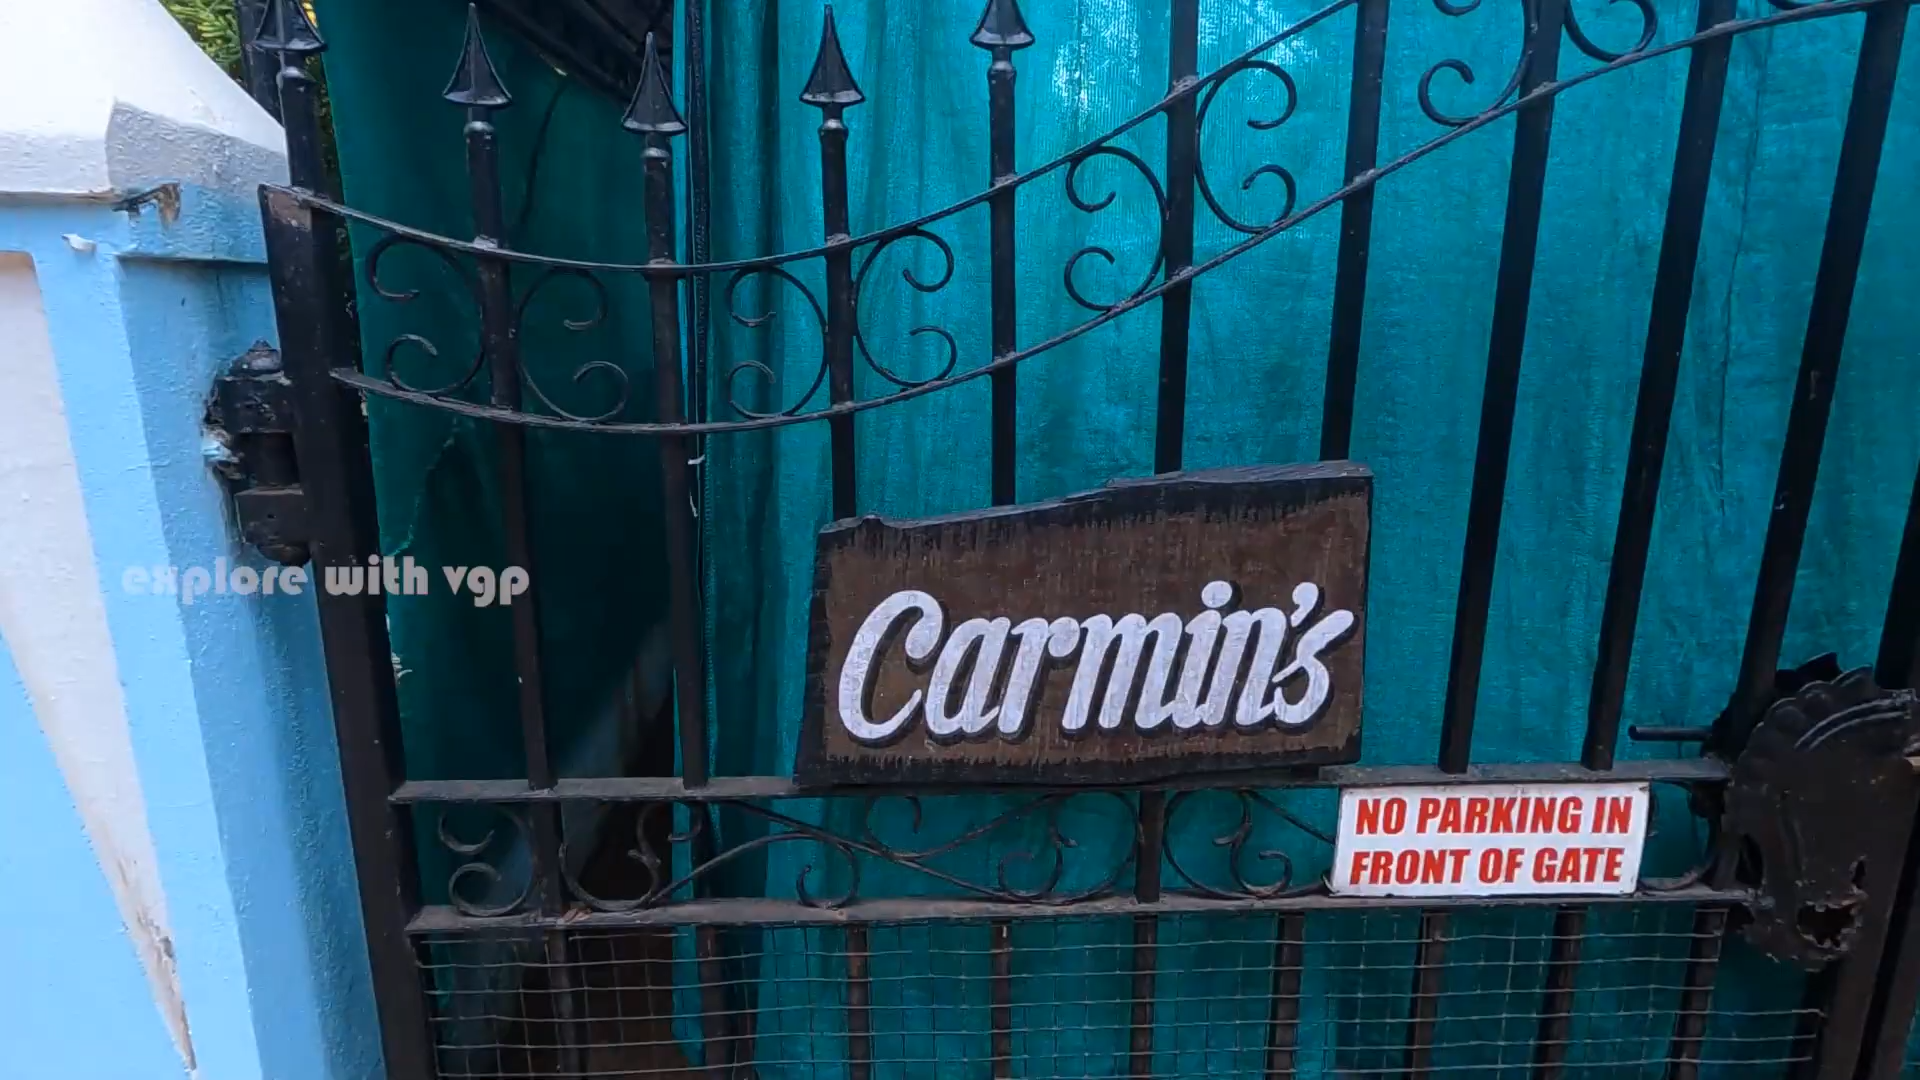 explore with vgp
Carmin's
NO PARKING IN
FRONT OF GATE